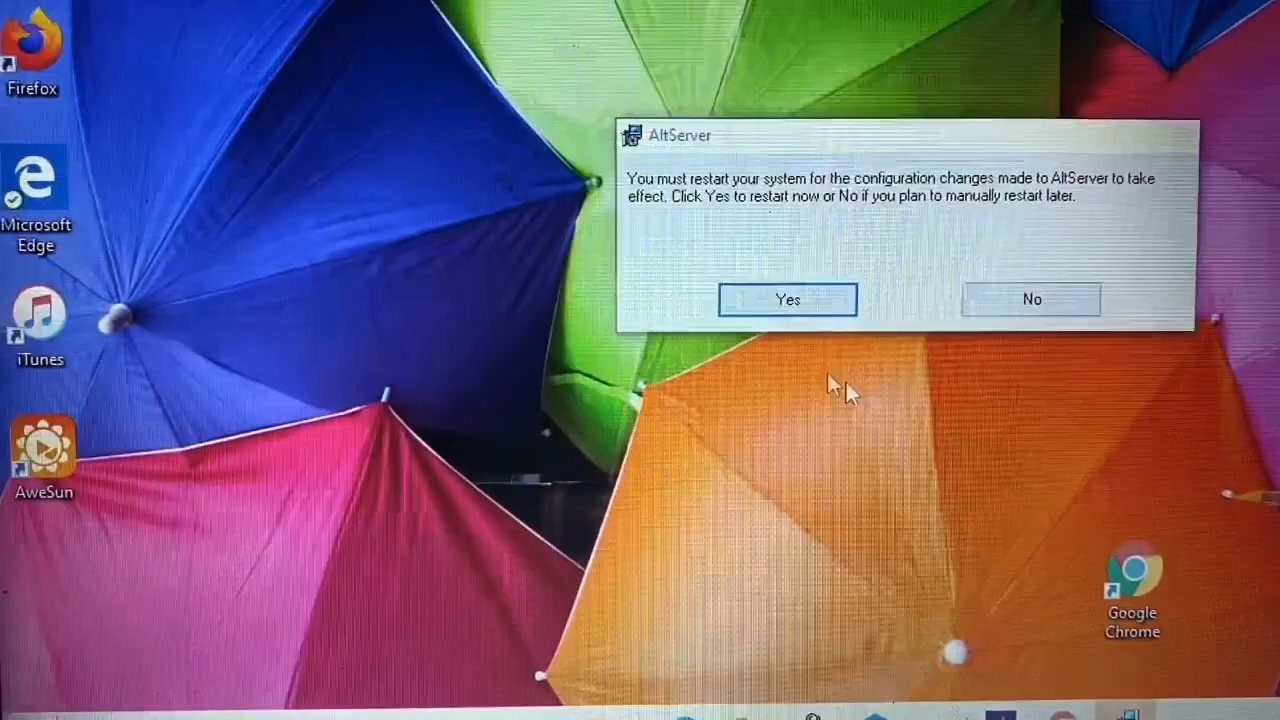 Firefox
Microsoft
Edge
iTunes
AweSun
AltServer
You must restart your system for the configuration changes made to AltServer to take
effect. Click Yes to restart now or No if you plan to manually restart later.
Yes
No
Google
Chrome